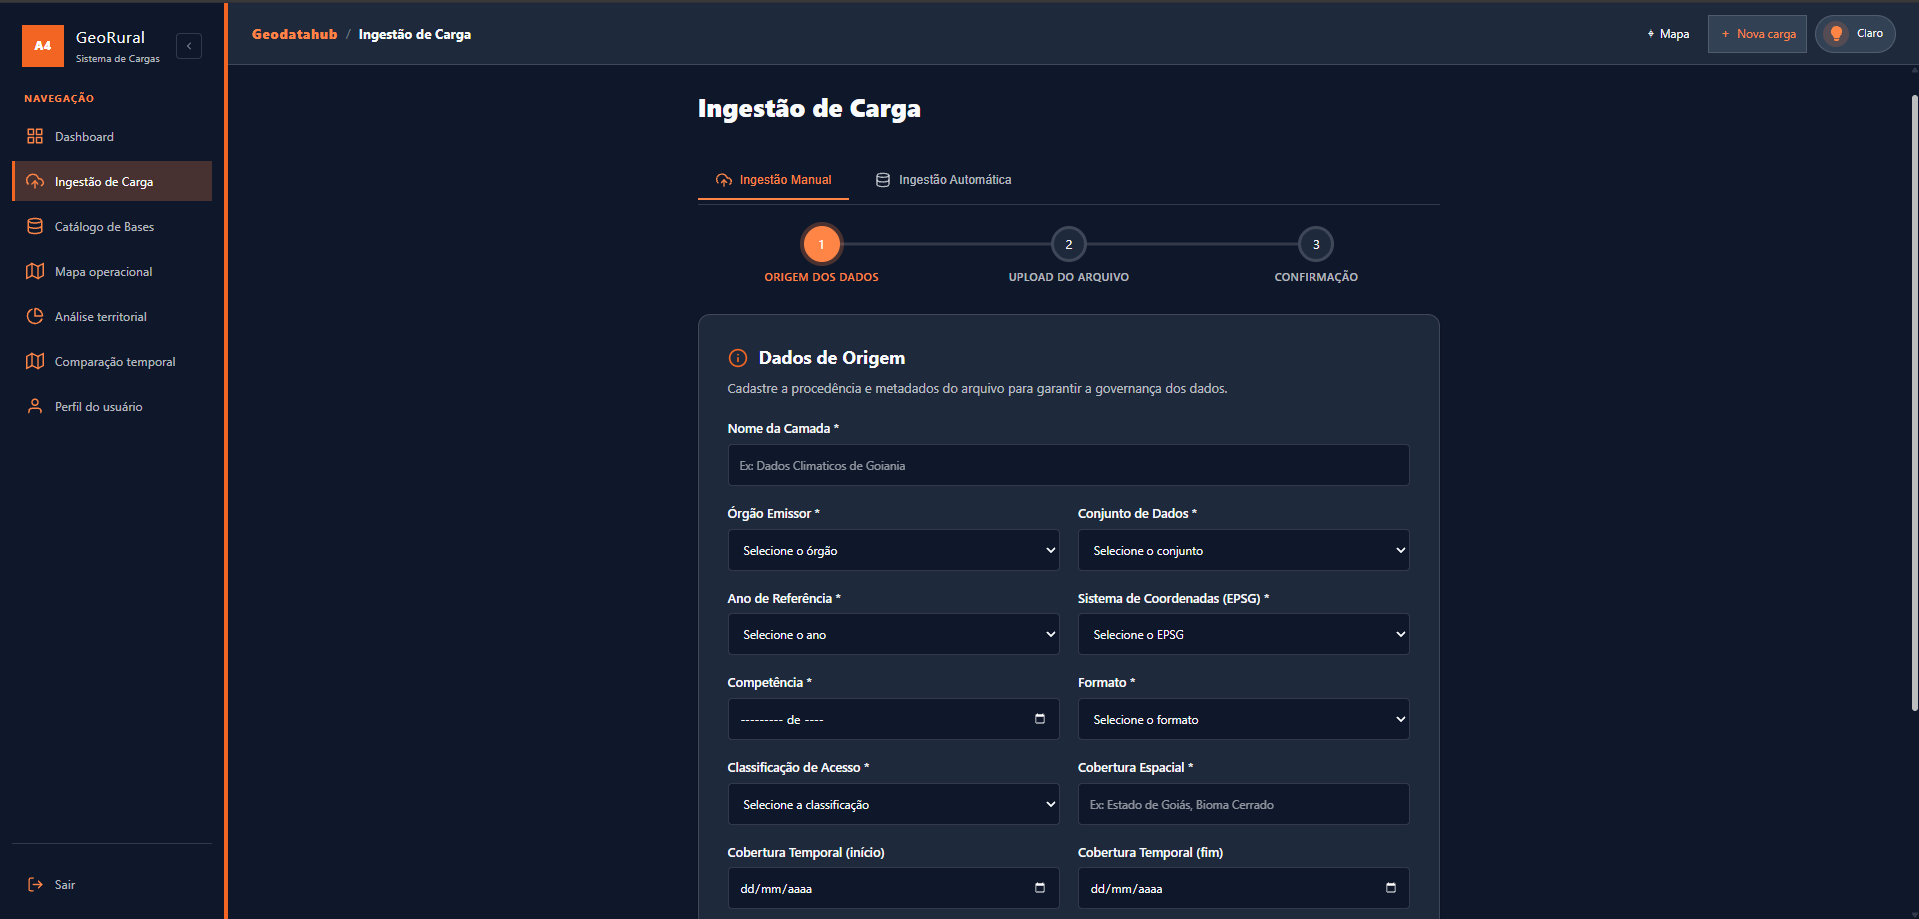 A4
GeoRural
Sistema de Cargas
NAVEGAÇÃO
Dashboard
Ingestão de Carga
Catálogo de Bases
Mapa operacional
Análise territorial
Comparação temporal
Perfil do usuário
Sair
Geodatahub / Ingestão de Carga
Mapa
+ Nova carga
Claro
Ingestão de Carga
Ingestão Manual
Ingestão Automática
1
2
3
ORIGEM DOS DADOS
UPLOAD DO ARQUIVO
CONFIRMAÇÃO
Dados de Origem
Cadastre a procedência e metadados do arquivo para garantir a governança dos dados.
Nome da Camada *
Ex: Dados Climaticos de Goiania
Órgão Emissor *
Conjunto de Dados *
Selecione o órgão
Selecione o conjunto
Ano de Referência *
Sistema de Coordenadas (EPSG) *
Selecione o ano
Selecione o EPSG
Competência *
Formato *
--------- de ----
Selecione o formato
Classificação de Acesso *
Cobertura Espacial *
Selecione a classificação
Ex: Estado de Goiás, Bioma Cerrado
Cobertura Temporal (início)
Cobertura Temporal (fim)
dd/mm/aaaa
dd/mm/aaaa